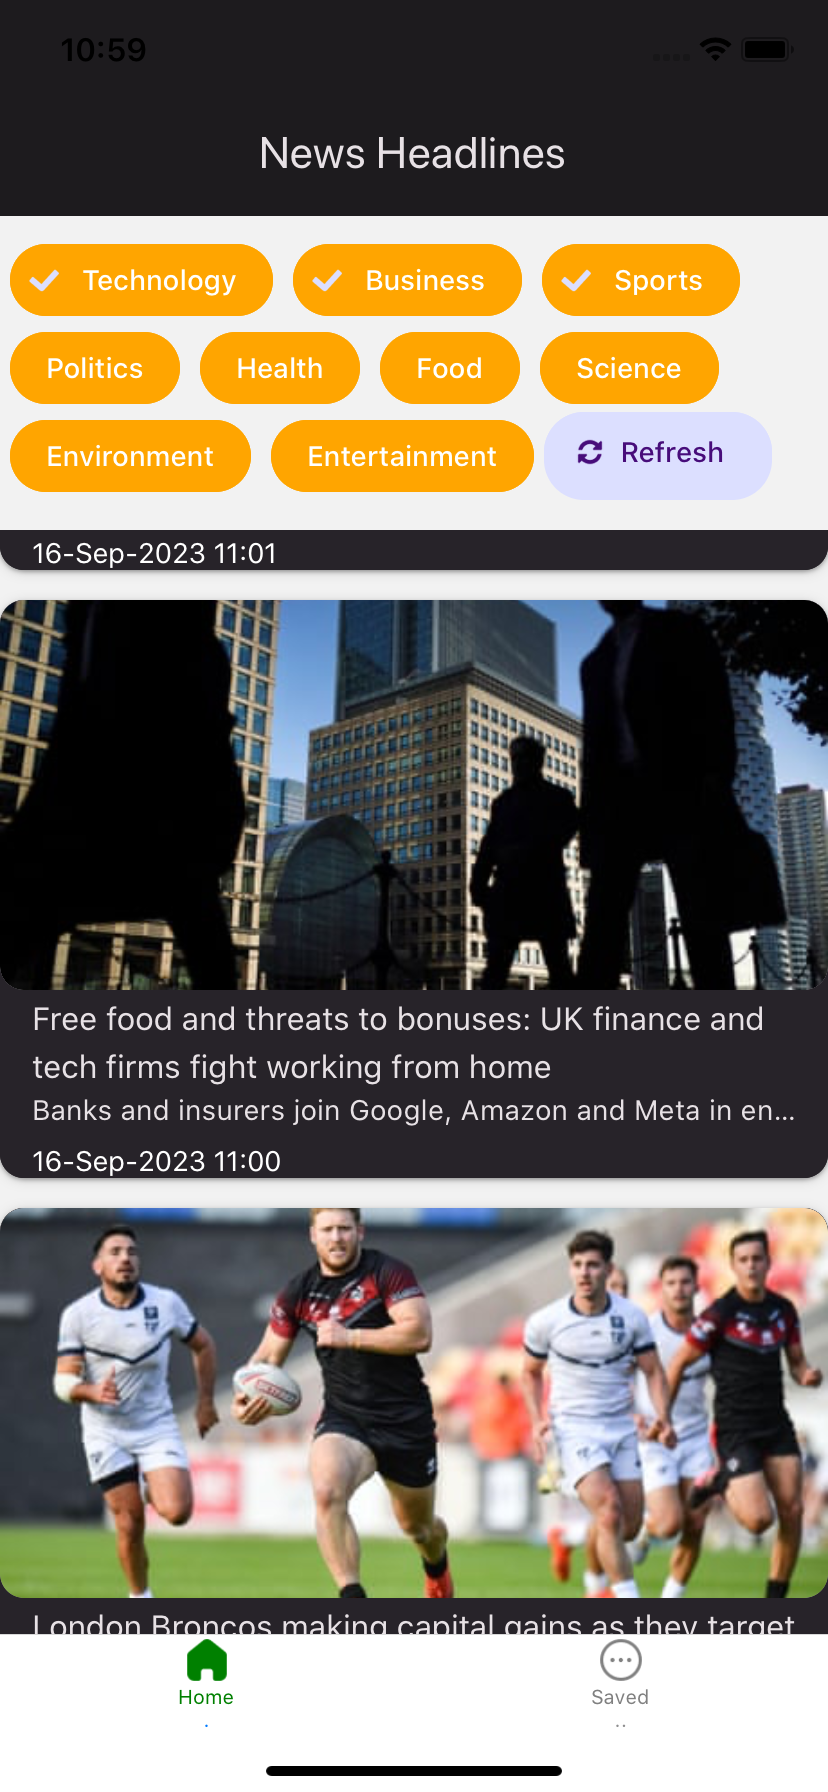 10:59
News Headlines
Technology Business Sports
Politics Health Food Science
Environment Entertainment Refresh
16-Sep-2023 11:01
Free food and threats to bonuses: UK finance and
tech firms fight working from home
Banks and insurers join Google, Amazon and Meta in en...
16-Sep-2023 11:00
London Broncos making capital gains as they target
Home Saved